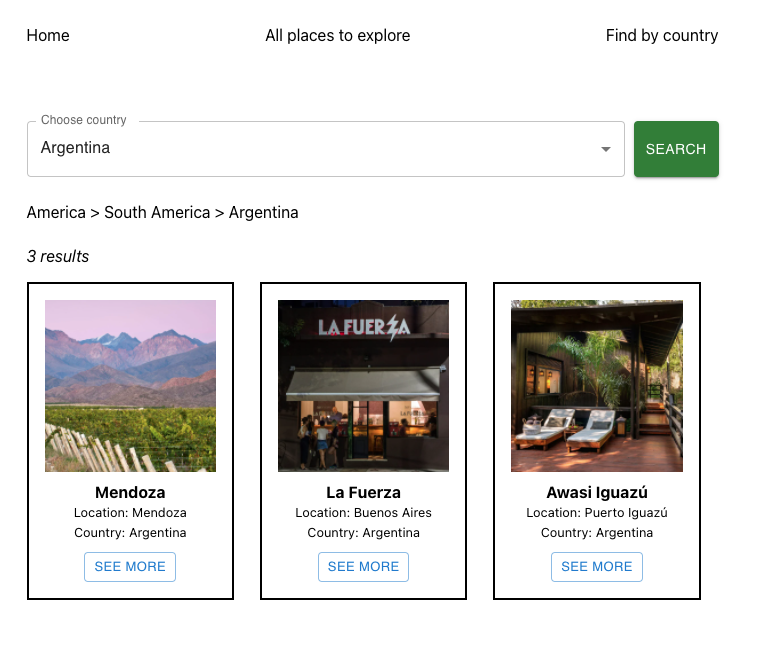 Home
All places to explore
Find by country
Choose country
Argentina
SEARCH
America > South America > Argentina
3 results
LA FUERZA
Mendoza
Location: Mendoza
Country: Argentina
SEE MORE
La Fuerza
Location: Buenos Aires
Country: Argentina
SEE MORE
Awasi Iguazú
Location: Puerto Iguazú
Country: Argentina
SEE MORE